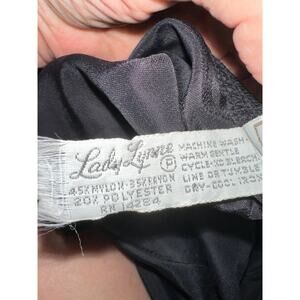 Lady Lynne ®
45% NYLON-35% RAYON
20% POLYESTER
RN 14284
MACHINE WASH-
WARM GENTLE
CYCLE-NO BLEACH-
LINE OR TUMBLE
DRY-COOL IRON